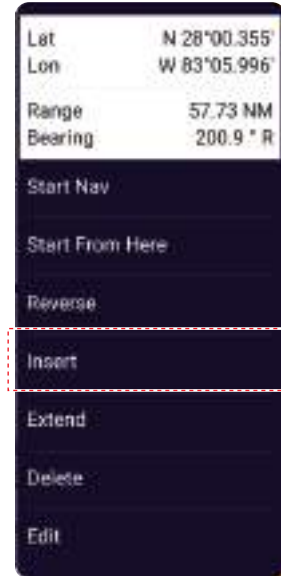 Lat N 28°00.355'
Lon W 83°05.996'
Range 57.73 NM
Bearing 200.9 ° R
Start Nav
Start From Here
Reverse
Insert
Extend
Delete
Edit